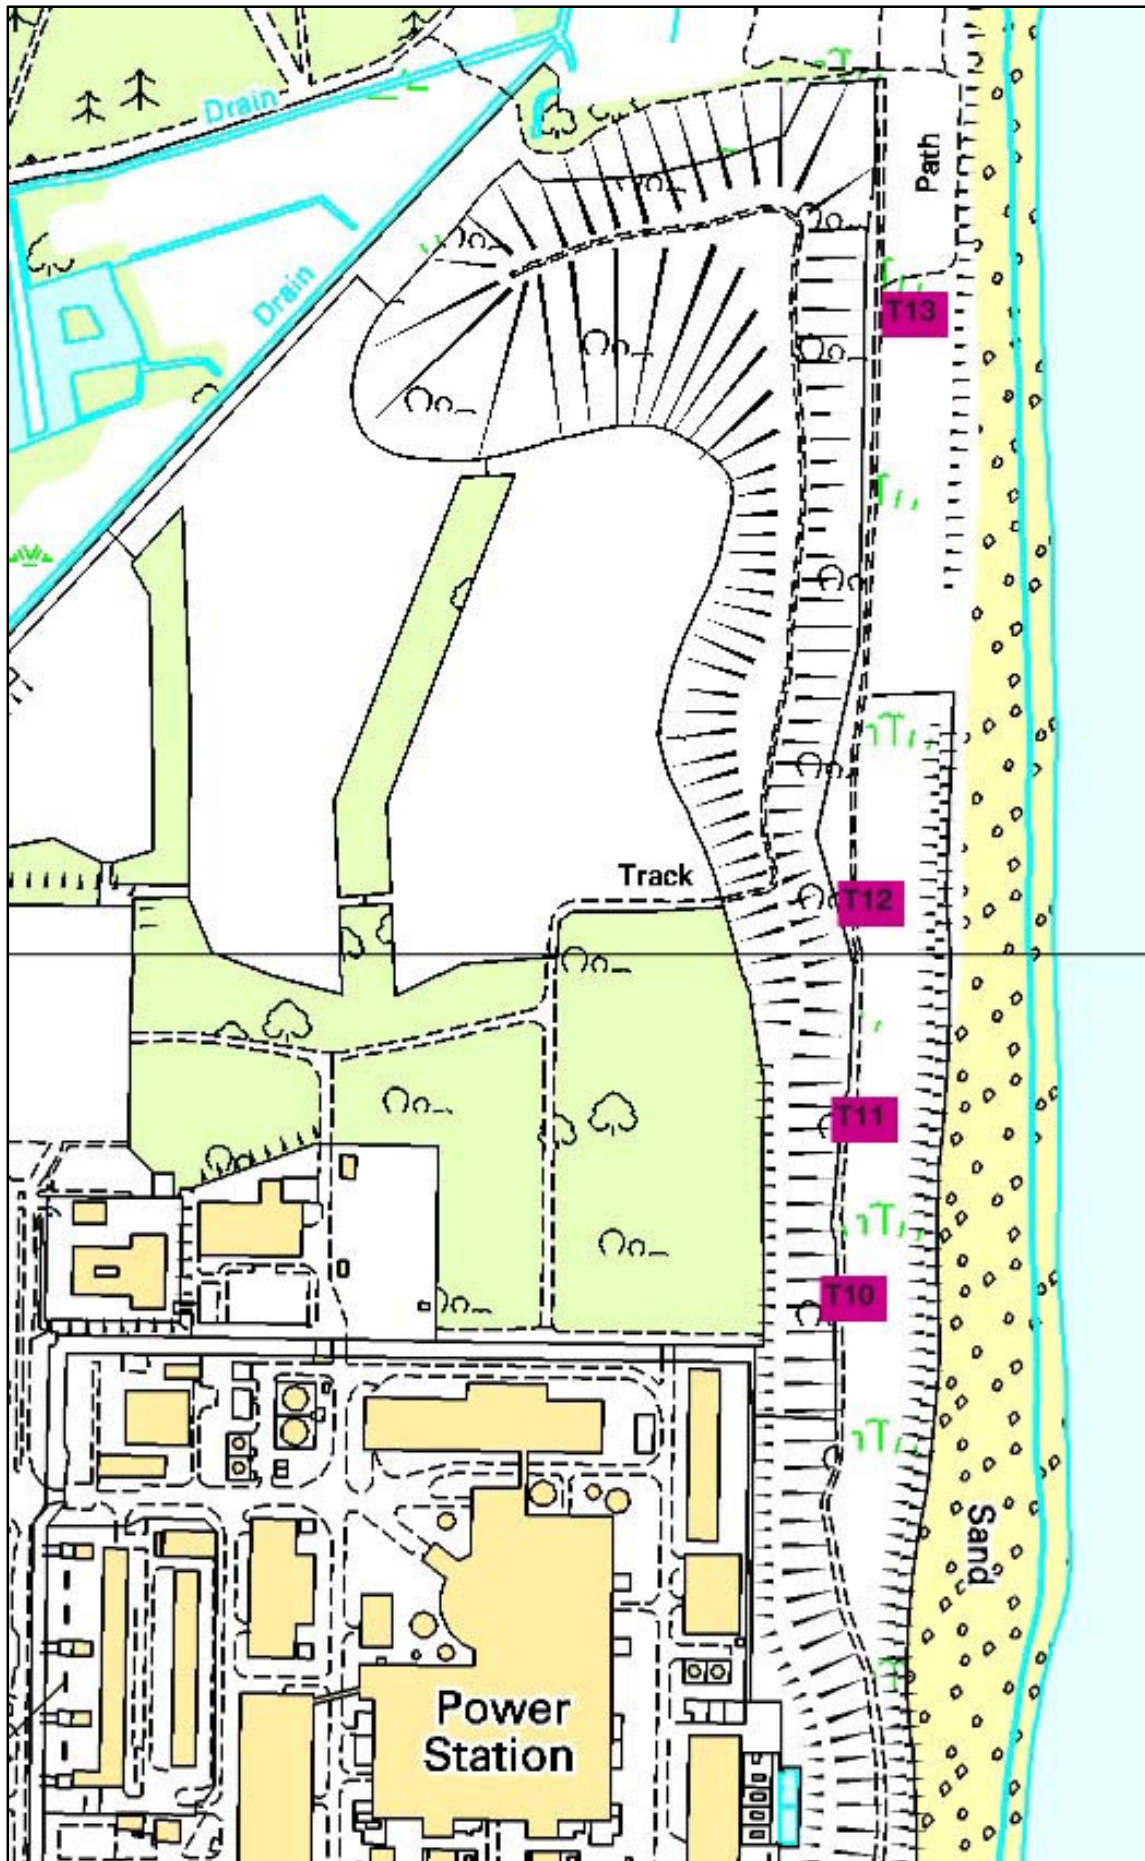 Drain
Path
Drain
T13
Track
T12
T11
T10
Sand
Power
Station